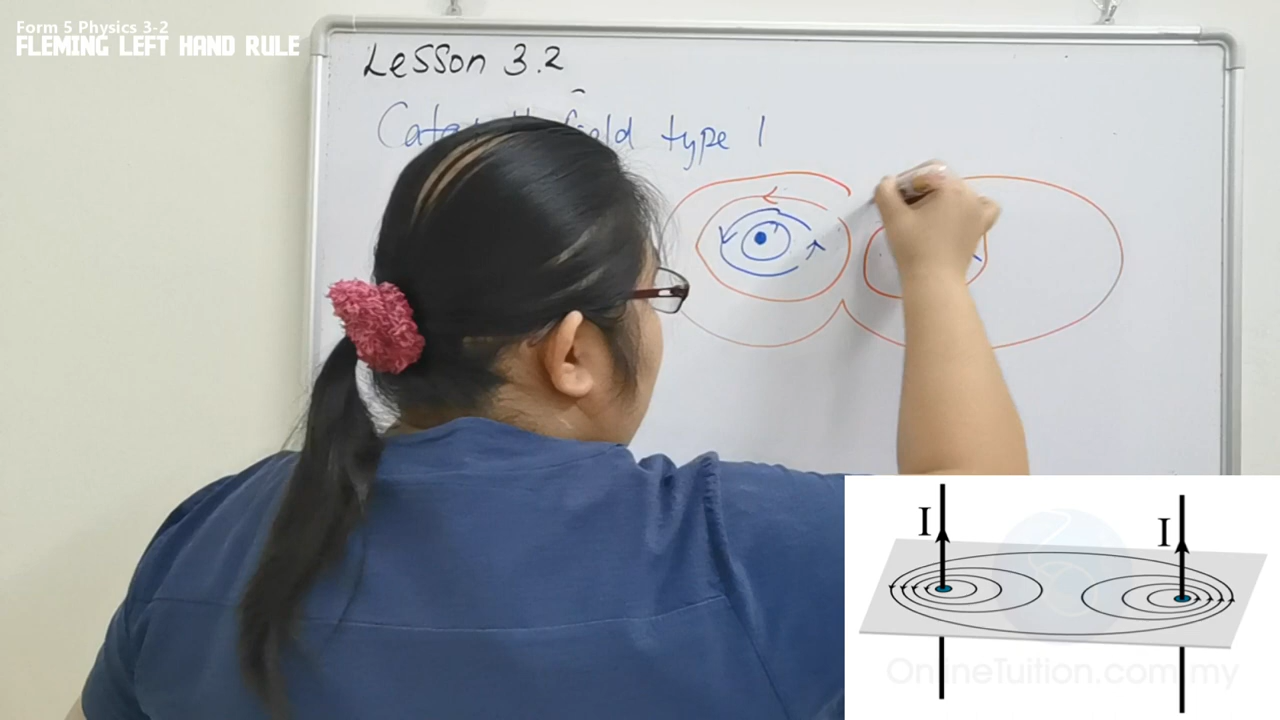 Form 5 Physics 3-2
FLEMING LEFT HAND RULE
Lesson 3.2
field type 1
I
I
OnlineTuition.com.my